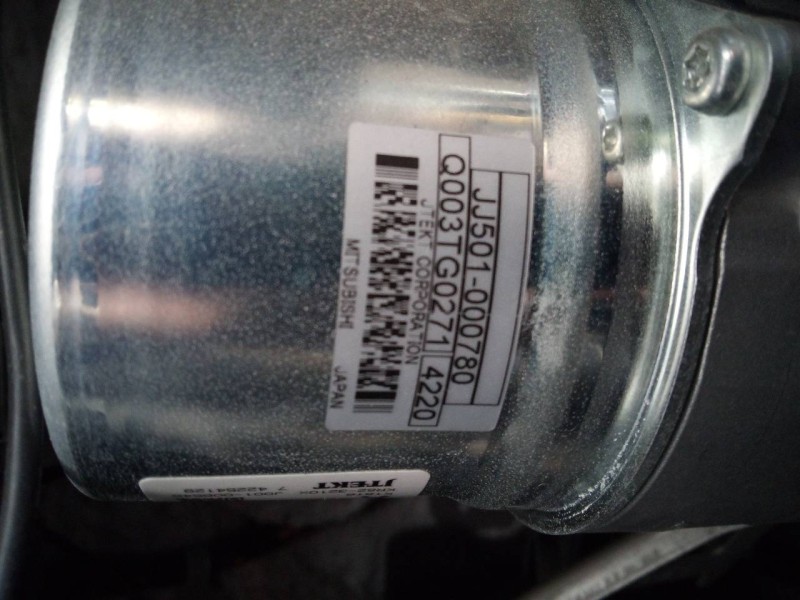 JJ501-000780
Q003TG0271 4220
JTEKT CORPORATION
MITSUBISHI JAPAN
JTEKT